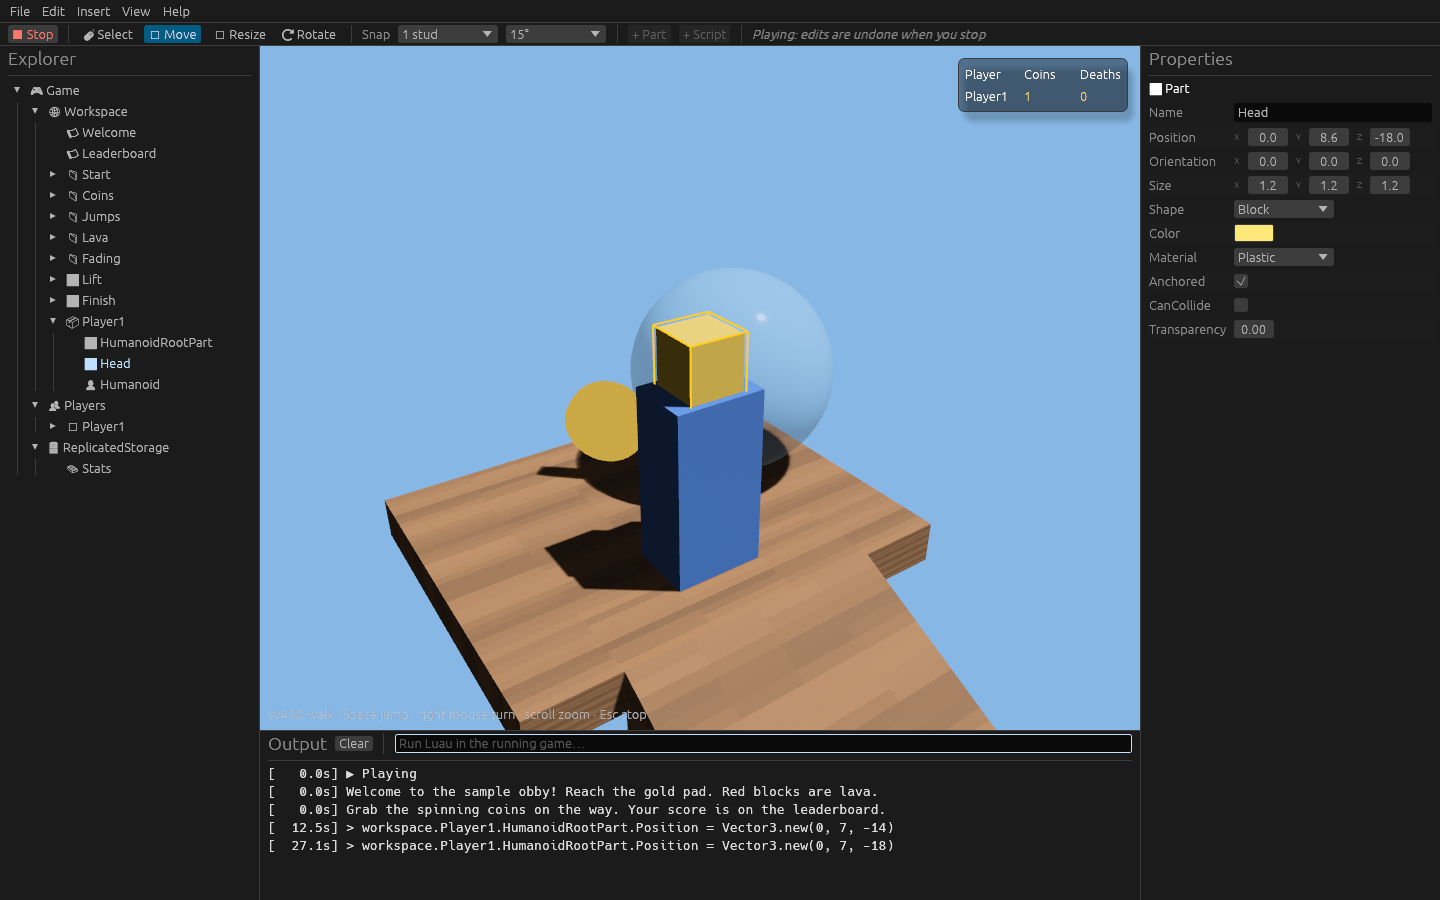 File Edit Insert View Help
Stop Select Move Resize Rotate Snap 1 stud 15° + Part + Script Playing: edits are undone when you stop
Explorer
Game
Workspace
Welcome
Leaderboard
Start
Coins
Jumps
Lava
Fading
Lift
Finish
Player1
HumanoidRootPart
Head
Humanoid
Players
Player1
ReplicatedStorage
Stats
Player Coins Deaths
Player1 1 0
WASD walk · Space jump · right mouse turn · scroll zoom · Esc stop
Output Clear Run Luau in the running game…
[   0.0s] ▶ Playing
[   0.0s] Welcome to the sample obby! Reach the gold pad. Red blocks are lava.
[   0.0s] Grab the spinning coins on the way. Your score is on the leaderboard.
[  12.5s] > workspace.Player1.HumanoidRootPart.Position = Vector3.new(0, 7, -14)
[  27.1s] > workspace.Player1.HumanoidRootPart.Position = Vector3.new(0, 7, -18)
Properties
Part
Name Head
Position X 0.0 Y 8.6 Z -18.0
Orientation X 0.0 Y 0.0 Z 0.0
Size X 1.2 Y 1.2 Z 1.2
Shape Block
Color
Material Plastic
Anchored
CanCollide
Transparency 0.00